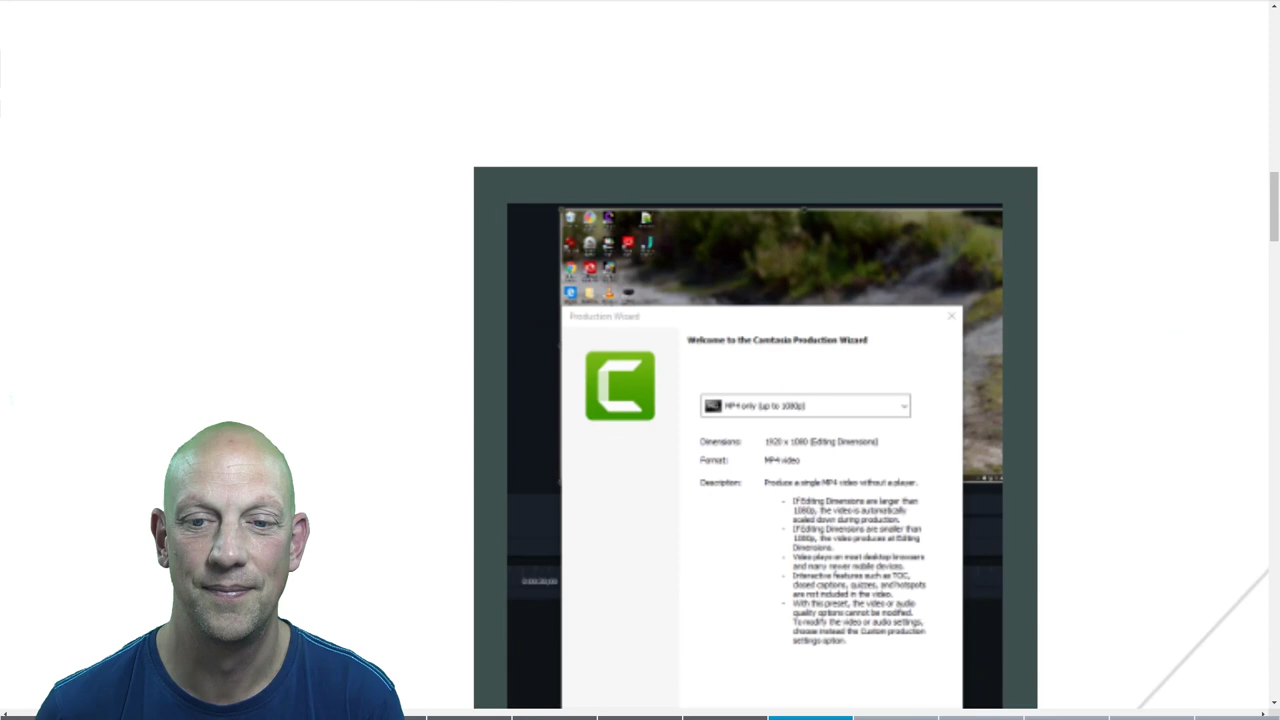 Production Wizard
Welcome to the Camtasia Production Wizard
MP4 only (up to 1080p)
Dimensions: 1920 x 1080 (Editing Dimensions)
Format: MP4 video
Description: Produce a single MP4 video without a player.
- If Editing Dimensions are larger than
1080p, the video is automatically
scaled down during production.
- If Editing Dimensions are smaller than
1080p, the video produces at Editing
Dimensions.
- Video plays on most desktop browsers
and many newer mobile devices.
- Interactive features such as TOC,
closed captions, quizzes, and hotspots
are not included in the video.
- With this preset, the video or audio
quality options cannot be modified.
To modify the video or audio settings,
choose instead the Custom production
settings option.